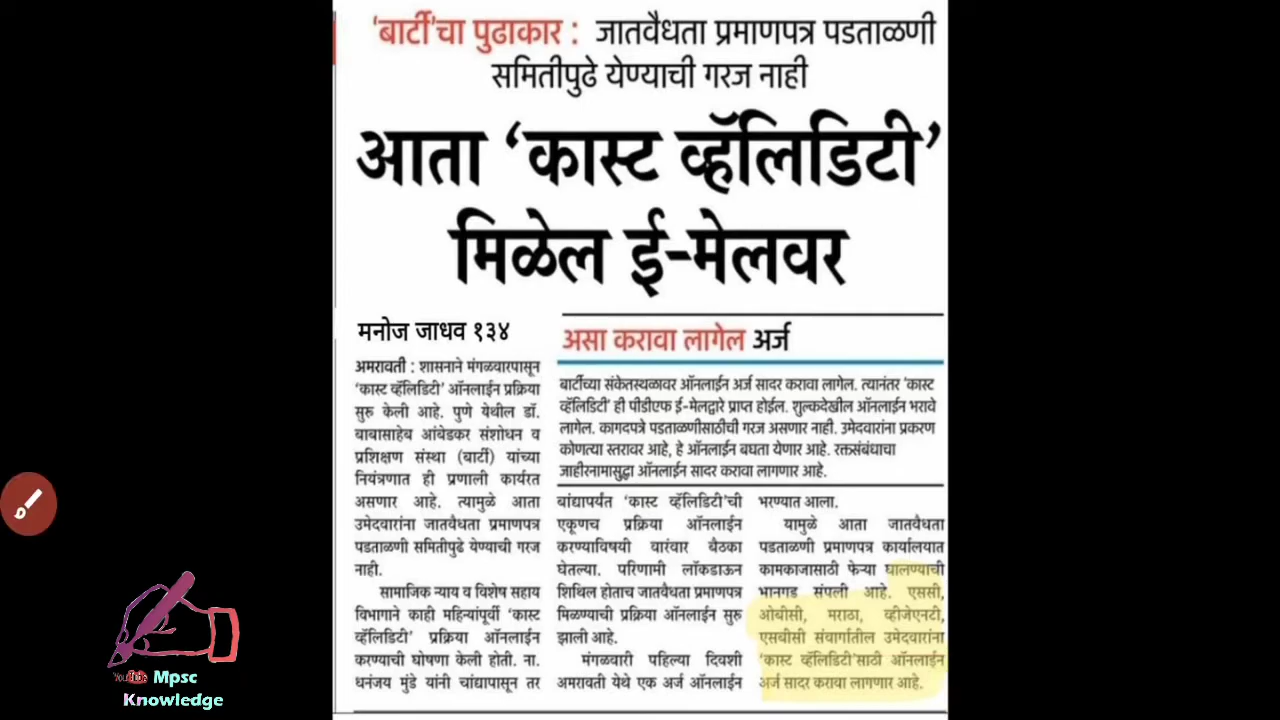 'बार्टी'चा पुढाकार : जातवैधता प्रमाणपत्र पडताळणी
समितीपुढे येण्याची गरज नाही
आता 'कास्ट व्हॅलिडिटी'
मिळेल ई-मेलवर
मनोज जाधव १३४
अमरावती : शासनाने मंगळवारपासून
'कास्ट व्हॅलिडिटी' ऑनलाईन प्रक्रिया
सुरु केली आहे. पुणे येथील डॉ.
बाबासाहेब आंबेडकर संशोधन व
प्रशिक्षण संस्था (बार्टी) यांच्या
नियंत्रणात ही प्रणाली कार्यरत
असणार आहे. त्यामुळे आता
उमेदवारांना जातवैधता प्रमाणपत्र
पडताळणी समितीपुढे येण्याची गरज
नाही.
सामाजिक न्याय व विशेष सहाय
विभागाने काही महिन्यांपूर्वी 'कास्ट
व्हॅलिडिटी' प्रक्रिया ऑनलाईन
करण्याची घोषणा केली होती. ना.
धनंजय मुंडे यांनी चांद्यापासून तर
असा करावा लागेल अर्ज
बार्टीच्या संकेतस्थळावर ऑनलाईन अर्ज सादर करावा लागेल. त्यानंतर 'कास्ट
व्हॅलिडिटी' ही पीडीएफ ई-मेलद्वारे प्राप्त होईल. शुल्कदेखील ऑनलाईन भरावे
लागेल. कागदपत्रे पडताळणीसाठीची गरज असणार नाही. उमेदवारांना प्रकरण
कोणत्या स्तरावर आहे, हे ऑनलाईन बघता येणार आहे. रक्तसंबंधाचा
जाहीरनामासुद्धा ऑनलाईन सादर करावा लागणार आहे.
बांद्यापर्यंत 'कास्ट व्हॅलिडिटी'ची
एकूणच प्रक्रिया ऑनलाईन
करण्याविषयी वारंवार बैठका
घेतल्या. परिणामी लॉकडाऊन
शिथिल होताच जातवैधता प्रमाणपत्र
मिळण्याची प्रक्रिया ऑनलाईन सुरु
झाली आहे.
मंगळवारी पहिल्या दिवशी
अमरावती येथे एक अर्ज ऑनलाईन
भरण्यात आला.
यामुळे आता जातवैधता
पडताळणी प्रमाणपत्र कार्यालयात
कामकाजासाठी फेऱ्या घालण्याची
भानगड संपली आहे. एससी,
ओबीसी, मराठा, व्हीजेएनटी,
एसबीसी संवार्गातील उमेदवारांना
'कास्ट व्हॅलिडिटी'साठी ऑनलाईन
अर्ज सादर करावा लागणार आहे.
Mpsc
Knowledge